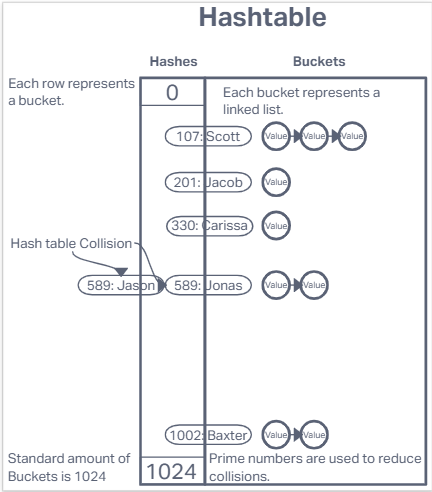 Hashtable
Hashes
Buckets
Each row represents
a bucket.
0
Each bucket represents a
linked list.
107: Scott
Value
Value
Value
201: Jacob
Value
330: Carissa
Value
Hash table Collision
589: Jason
589: Jonas
Value
Value
1002: Baxter
Value
Value
Standard amount of
Buckets is 1024
1024
Prime numbers are used to reduce
collisions.